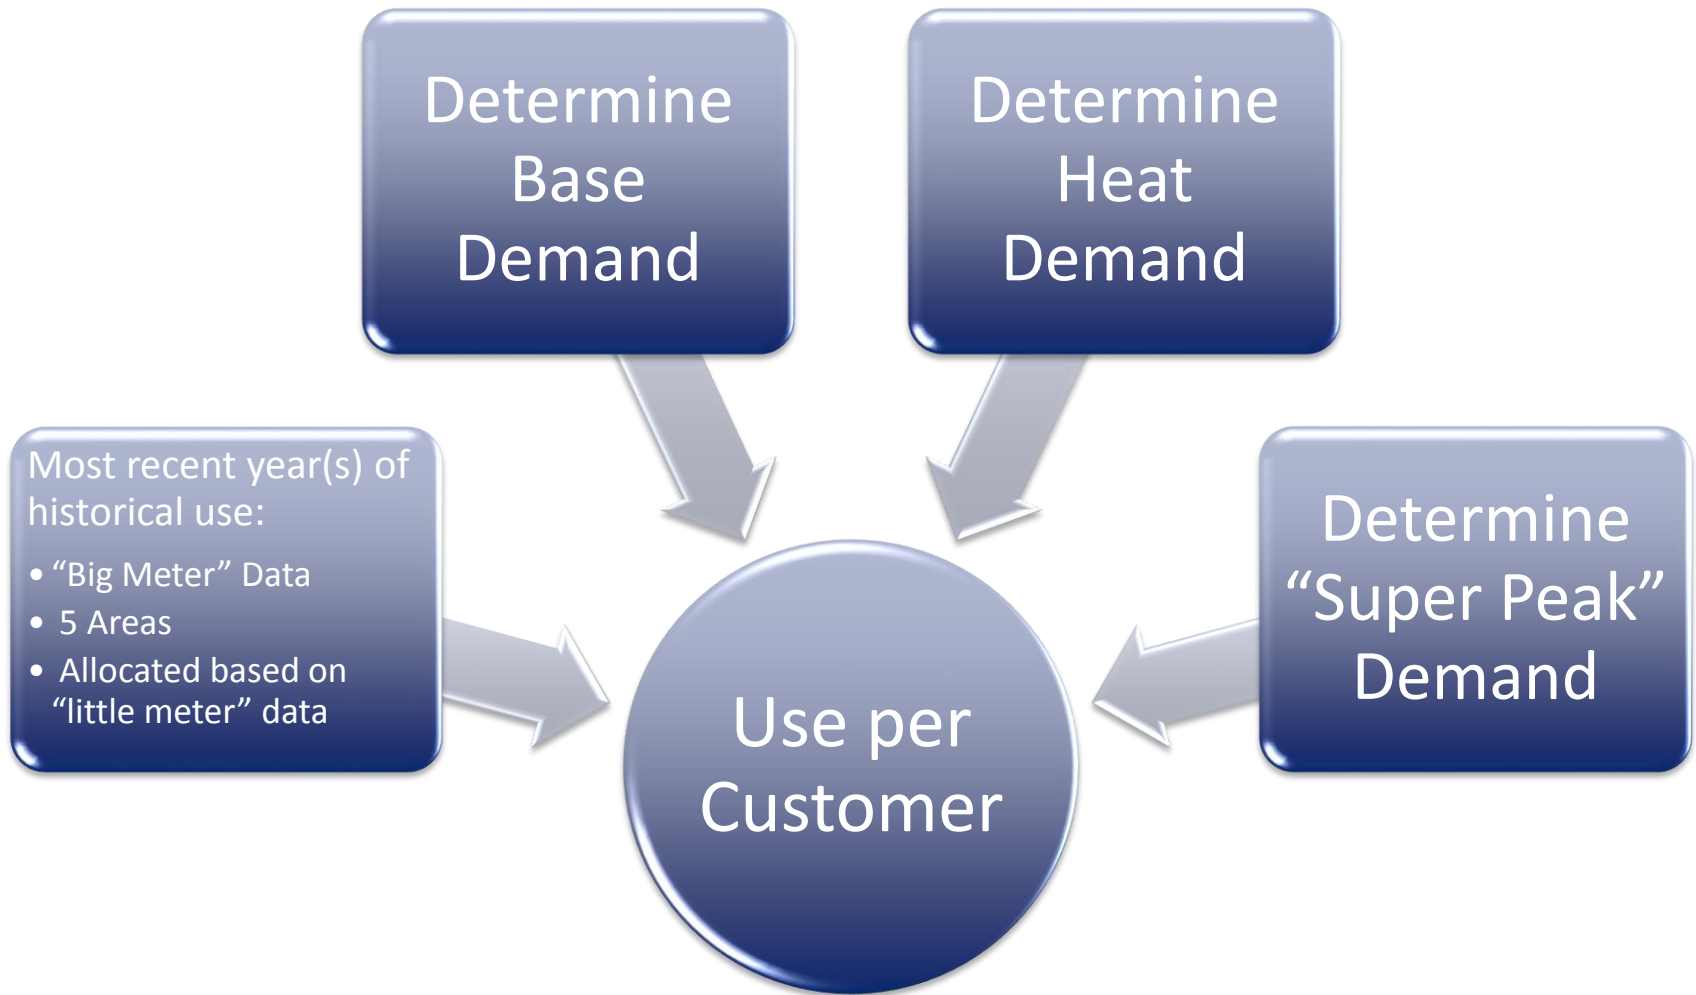 Determine
Base
Demand
Determine
Heat
Demand
Most recent year(s) of
historical use:
• “Big Meter” Data
• 5 Areas
• Allocated based on
“little meter” data
Determine
“Super Peak”
Demand
Use per
Customer